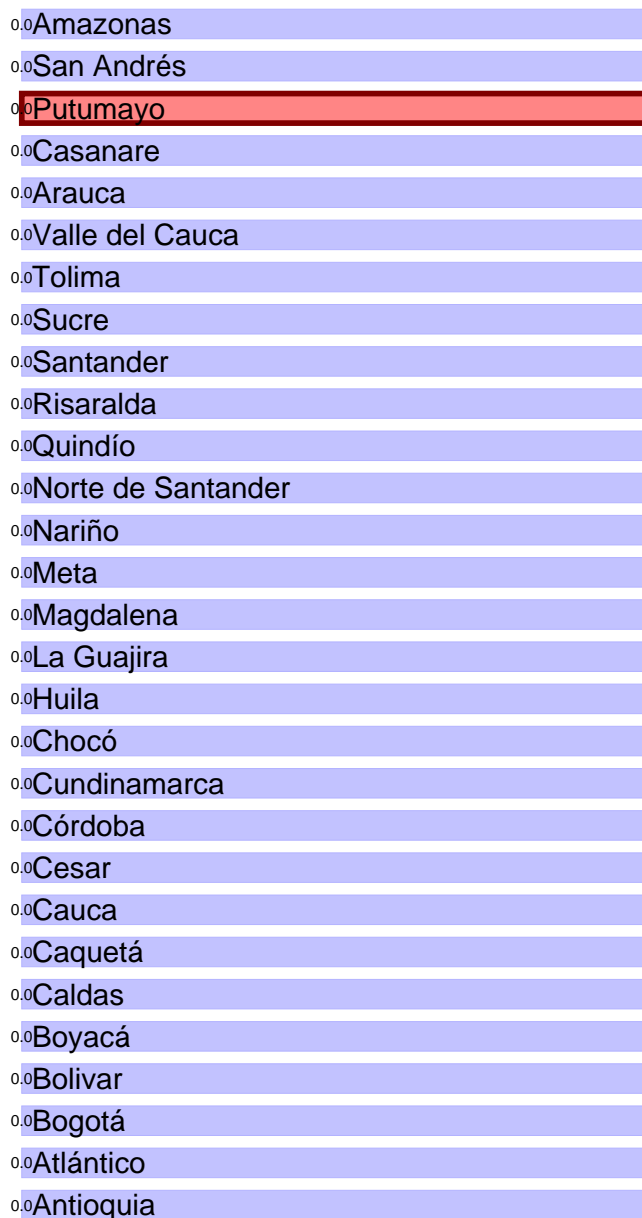 0.0Amazonas
0.0San Andrés
0.0Putumayo
0.0Casanare
0.0Arauca
0.0Valle del Cauca
0.0Tolima
0.0Sucre
0.0Santander
0.0Risaralda
0.0Quindío
0.0Norte de Santander
0.0Nariño
0.0Meta
0.0Magdalena
0.0La Guajira
0.0Huila
0.0Chocó
0.0Cundinamarca
0.0Córdoba
0.0Cesar
0.0Cauca
0.0Caquetá
0.0Caldas
0.0Boyacá
0.0Bolivar
0.0Bogotá
0.0Atlántico
0.0Antioquia